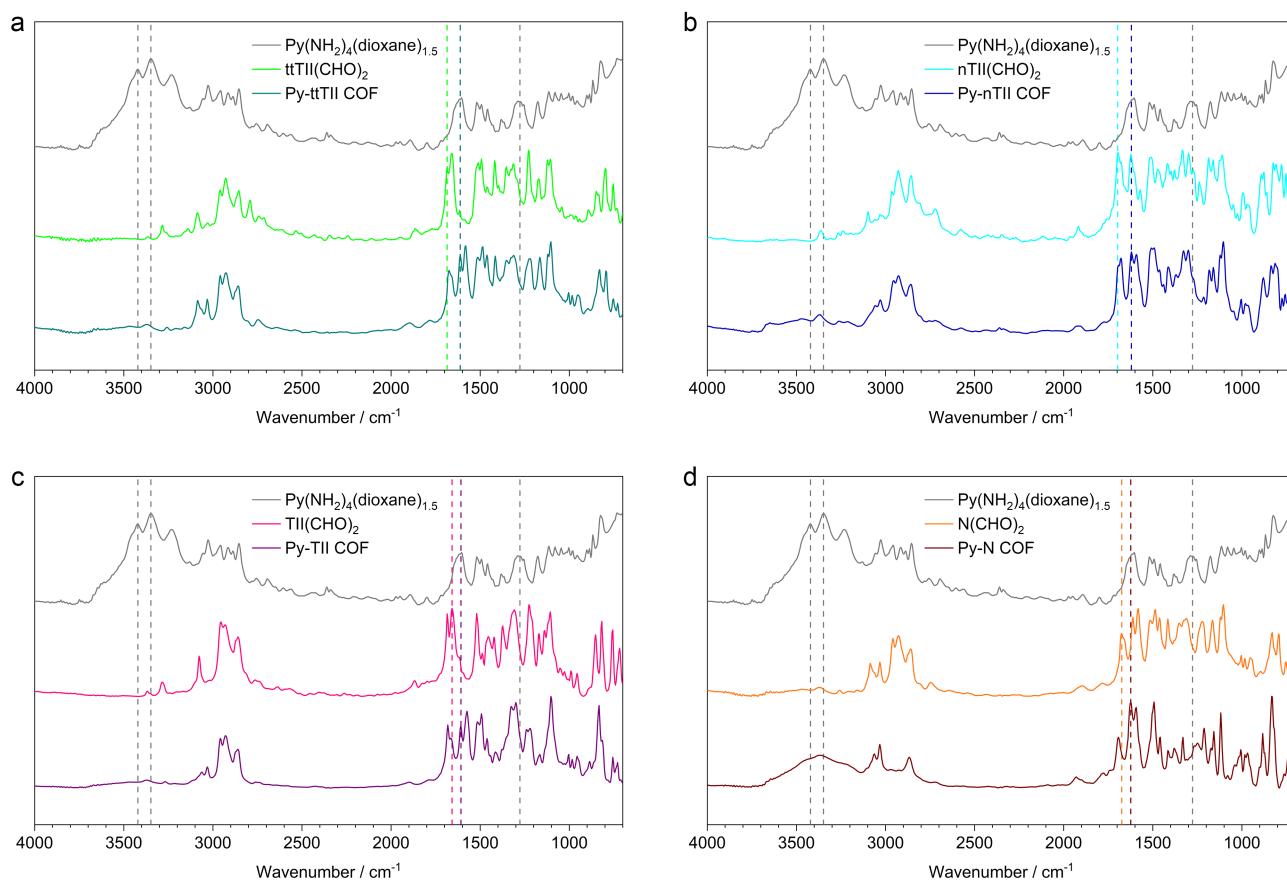 a
Py(NH₂)₄(dioxane)₁.₅
ttTII(CHO)₂
Py-ttTII COF
4000 3500 3000 2500 2000 1500 1000
Wavenumber / cm⁻¹
b
Py(NH₂)₄(dioxane)₁.₅
nTII(CHO)₂
Py-nTII COF
4000 3500 3000 2500 2000 1500 1000
Wavenumber / cm⁻¹
c
Py(NH₂)₄(dioxane)₁.₅
TII(CHO)₂
Py-TII COF
4000 3500 3000 2500 2000 1500 1000
Wavenumber / cm⁻¹
d
Py(NH₂)₄(dioxane)₁.₅
N(CHO)₂
Py-N COF
4000 3500 3000 2500 2000 1500 1000
Wavenumber / cm⁻¹